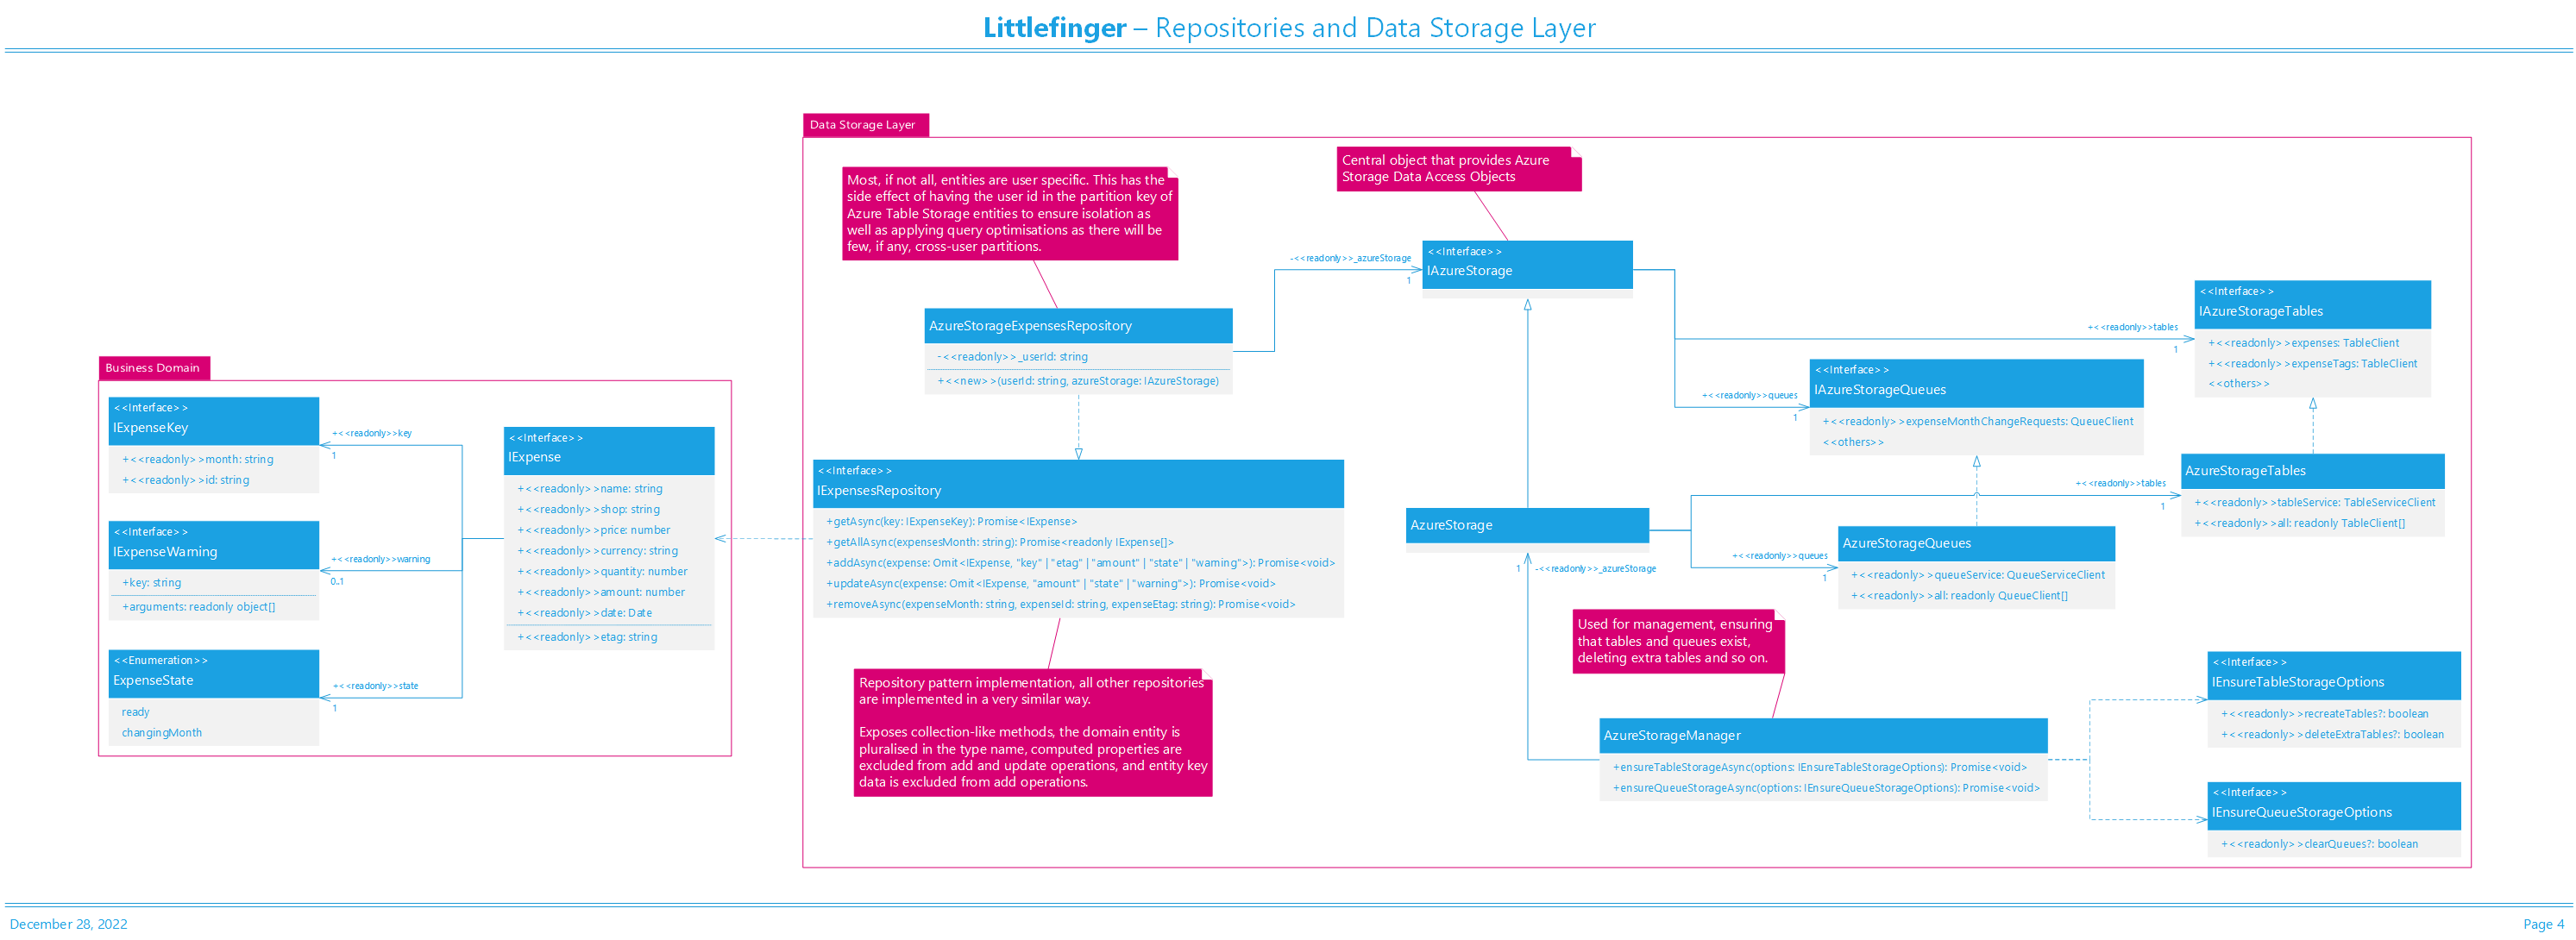 Littlefinger – Repositories and Data Storage Layer
Business Domain
<<Interface>>
IExpenseKey
+<<readonly>>month: string
+<<readonly>>id: string
<<Interface>>
IExpenseWarning
+key: string
+arguments: readonly object[]
<<Enumeration>>
ExpenseState
ready
changingMonth
+<<readonly>>key
1
+<<readonly>>warning
0..1
+<<readonly>>state
1
<<Interface>>
IExpense
+<<readonly>>name: string
+<<readonly>>shop: string
+<<readonly>>price: number
+<<readonly>>currency: string
+<<readonly>>quantity: number
+<<readonly>>amount: number
+<<readonly>>date: Date
+<<readonly>>etag: string
Data Storage Layer
Most, if not all, entities are user specific. This has the
side effect of having the user id in the partition key of
Azure Table Storage entities to ensure isolation as
well as applying query optimisations as there will be
few, if any, cross-user partitions.
AzureStorageExpensesRepository
-<<readonly>>_userId: string
+<<new>>(userId: string, azureStorage: IAzureStorage)
<<Interface>>
IExpensesRepository
+getAsync(key: IExpenseKey): Promise<IExpense>
+getAllAsync(expensesMonth: string): Promise<readonly IExpense[]>
+addAsync(expense: Omit<IExpense, "key" | "etag" | "amount" | "state" | "warning">): Promise<void>
+updateAsync(expense: Omit<IExpense, "amount" | "state" | "warning">): Promise<void>
+removeAsync(expenseMonth: string, expenseId: string, expenseEtag: string): Promise<void>
Repository pattern implementation, all other repositories
are implemented in a very similar way.
Exposes collection-like methods, the domain entity is
pluralised in the type name, computed properties are
excluded from add and update operations, and entity key
data is excluded from add operations.
Central object that provides Azure
Storage Data Access Objects
-<<readonly>>_azureStorage
1
<<Interface>>
IAzureStorage
+<<readonly>>tables
1
<<Interface>>
IAzureStorageTables
+<<readonly>>expenses: TableClient
+<<readonly>>expenseTags: TableClient
<<others>>
+<<readonly>>queues
1
<<Interface>>
IAzureStorageQueues
+<<readonly>>expenseMonthChangeRequests: QueueClient
<<others>>
AzureStorage
+<<readonly>>tables
1
AzureStorageTables
+<<readonly>>tableService: TableServiceClient
+<<readonly>>all: readonly TableClient[]
+<<readonly>>queues
1
AzureStorageQueues
+<<readonly>>queueService: QueueServiceClient
+<<readonly>>all: readonly QueueClient[]
1
-<<readonly>>_azureStorage
Used for management, ensuring
that tables and queues exist,
deleting extra tables and so on.
AzureStorageManager
+ensureTableStorageAsync(options: IEnsureTableStorageOptions): Promise<void>
+ensureQueueStorageAsync(options: IEnsureQueueStorageOptions): Promise<void>
<<Interface>>
IEnsureTableStorageOptions
+<<readonly>>recreateTables?: boolean
+<<readonly>>deleteExtraTables?: boolean
<<Interface>>
IEnsureQueueStorageOptions
+<<readonly>>clearQueues?: boolean
December 28, 2022
Page 4